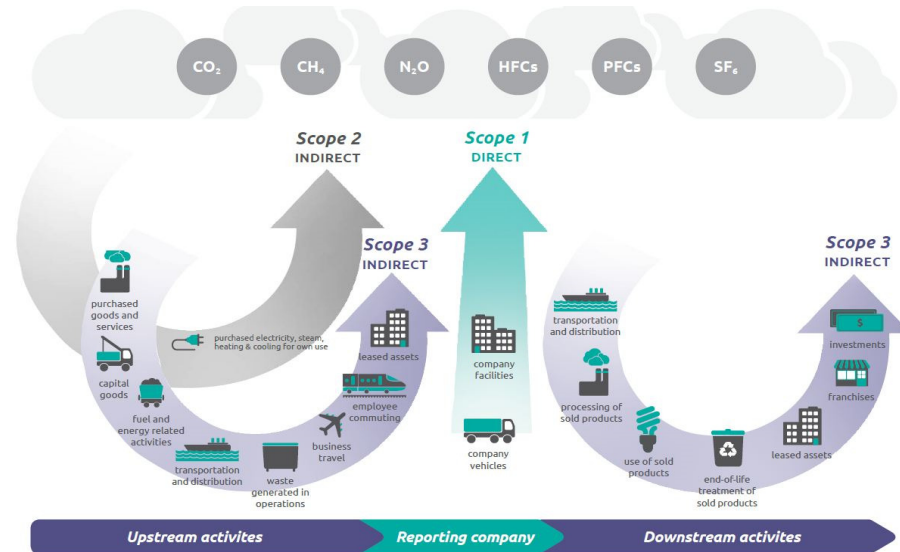 CO₂
CH₄
N₂O
HFCs
PFCs
SF₆
Scope 2
INDIRECT
Scope 1
DIRECT
Scope 3
INDIRECT
Scope 3
INDIRECT
purchased
goods and
services
capital
goods
fuel and
energy related
activities
transportation
and distribution
waste
generated in
operations
business
travel
employee
commuting
leased assets
purchased electricity, steam,
heating & cooling for own use
company
facilities
company
vehicles
transportation
and distribution
processing of
sold products
use of sold
products
end-of-life
treatment of
sold products
leased assets
franchises
$
investments
Upstream activites
Reporting company
Downstream activites